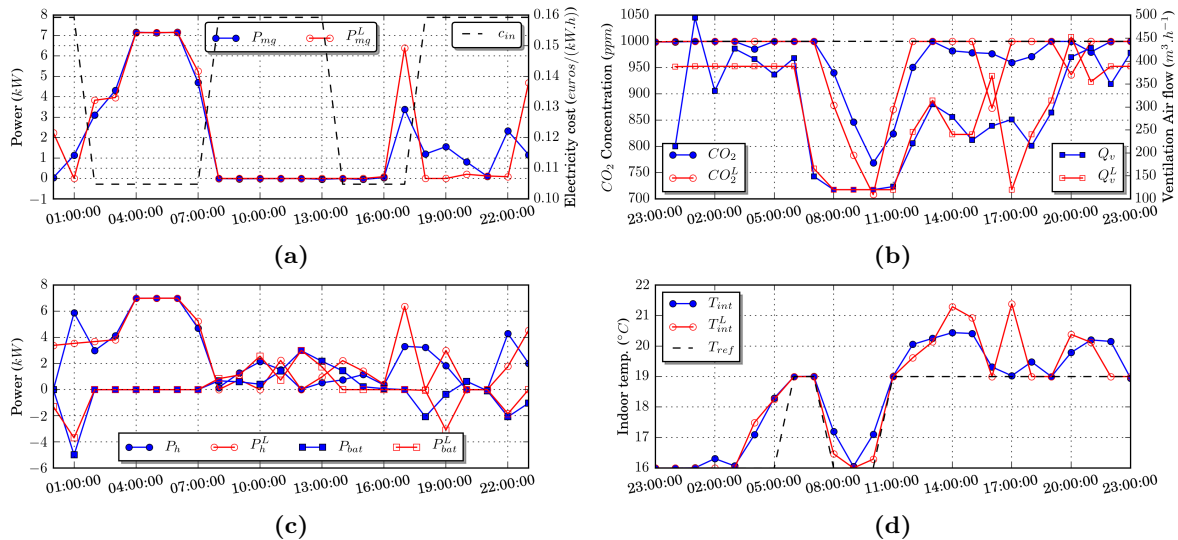 8 7 6 5 4 3 2 1 0 −1
Power (kW)
P_mg P^L_mg
c_in
0.16 0.15 0.14 0.13 0.12 0.11 0.10
Electricity cost (euros/(kW.h))
01:00:00 04:00:00 07:00:00 10:00:00 13:00:00 16:00:00 19:00:00 22:00:00
(a)
1050 1000 950 900 850 800 750 700
CO_2 Concentration (ppm)
CO_2
CO^L_2
Q_v
Q^L_v
500 450 400 350 300 250 200 150 100
Ventilation Air flow (m^3.h^−1)
23:00:00 02:00:00 05:00:00 08:00:00 11:00:00 14:00:00 17:00:00 20:00:00 23:00:00
(b)
8 6 4 2 0 −2 −4 −6
Power (kW)
P_h P^L_h P_bat P^L_bat
01:00:00 04:00:00 07:00:00 10:00:00 13:00:00 16:00:00 19:00:00 22:00:00
(c)
22 21 20 19 18 17 16
Indoor temp. (°C)
T_int
T^L_int
T_ref
23:00:00 02:00:00 05:00:00 08:00:00 11:00:00 14:00:00 17:00:00 20:00:00 23:00:00
(d)